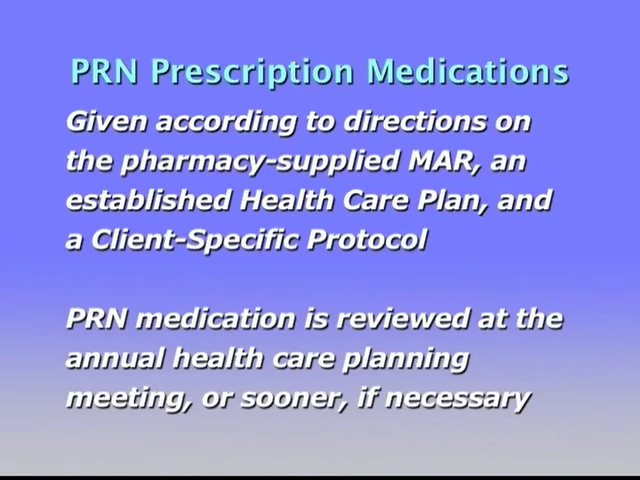 PRN Prescription Medications
Given according to directions on
the pharmacy-supplied MAR, an
established Health Care Plan, and
a Client-Specific Protocol
PRN medication is reviewed at the
annual health care planning
meeting, or sooner, if necessary